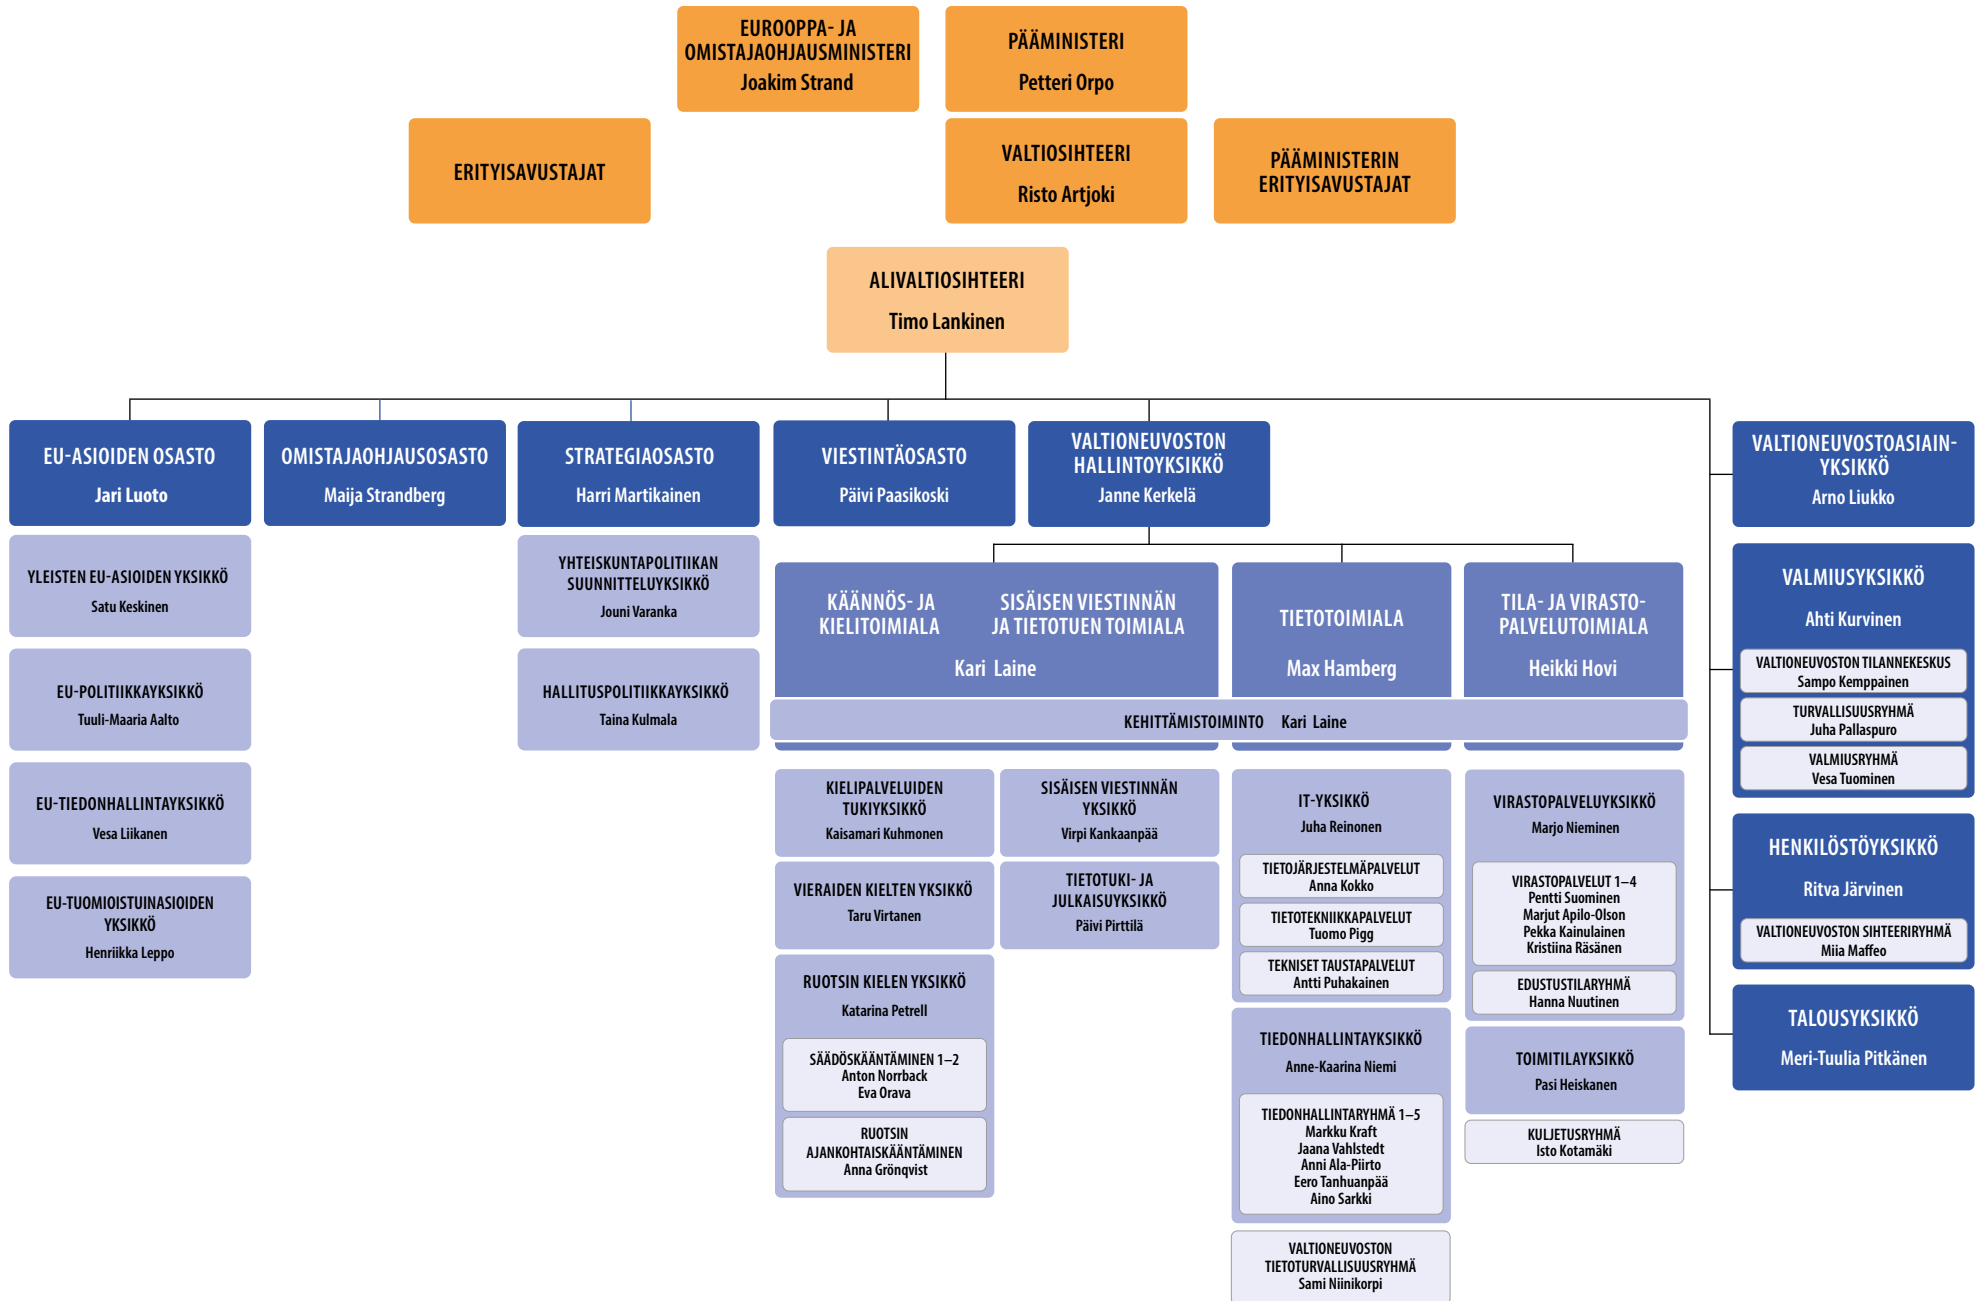 EUROOPPA- JA
OMISTAJAOHJAUSMINISTERI
Joakim Strand
PÄÄMINISTERI
Petteri Orpo
ERITYISAVUSTAJAT
VALTIOSIHTEERI
Risto Artjoki
PÄÄMINISTERIN
ERITYISAVUSTAJAT
ALIVALTIOSIHTEERI
Timo Lankinen
EU-ASIOIDEN OSASTO
Jari Luoto
YLEISTEN EU-ASIOIDEN YKSIKKÖ
Satu Keskinen
EU-POLITIIKKAYKSIKKÖ
Tuuli-Maaria Aalto
EU-TIEDONHALLINTAYKSIKKÖ
Vesa Liikanen
EU-TUOMIOISTUINASIOIDEN
YKSIKKÖ
Henriikka Leppo
OMISTAJAOHJAUSOSASTO
Maija Strandberg
STRATEGIAOSASTO
Harri Martikainen
YHTEISKUNTAPOLITIIKAN
SUUNNITTELUYKSIKKÖ
Jouni Varanka
HALLITUSPOLITIIKKAYKSIKKÖ
Taina Kulmala
VIESTINTÄOSASTO
Päivi Paasikoski
VALTIONEUVOSTON
HALLINTOYKSIKKÖ
Janne Kerkelä
KÄÄNNÖS- JA
KIELITOIMIALA
SISÄISEN VIESTINNÄN
JA TIETOTUEN TOIMIALA
Kari Laine
TIETOTOIMIALA
Max Hamberg
TILA- JA VIRASTO-
PALVELUTOIMIALA
Heikki Hovi
KEHITTÄMISTOIMINTO Kari Laine
KIELIPALVELUIDEN
TUKIYKSIKKÖ
Kaisamari Kuhmonen
VIERAIDEN KIELTEN YKSIKKÖ
Taru Virtanen
RUOTSIN KIELEN YKSIKKÖ
Katarina Petrell
SÄÄDÖSKÄÄNTÄMINEN 1–2
Anton Norrback
Eva Orava
RUOTSIN
AJANKOHTAISKÄÄNTÄMINEN
Anna Grönqvist
SISÄISEN VIESTINNÄN
YKSIKKÖ
Virpi Kankaanpää
TIETOTUKI- JA
JULKAISUYKSIKKÖ
Päivi Pirttilä
IT-YKSIKKÖ
Juha Reinonen
TIETOJÄRJESTELMÄPALVELUT
Anna Kokko
TIETOTEKNIIKKAPALVELUT
Tuomo Pigg
TEKNISET TAUSTAPALVELUT
Antti Puhakainen
TIEDONHALLINTAYKSIKKÖ
Anne-Kaarina Niemi
TIEDONHALLINTARYHMÄ 1–5
Markku Kraft
Jaana Vahlstedt
Anni Ala-Piirto
Eero Tanhuanpää
Aino Sarkki
VALTIONEUVOSTON
TIETOTURVALLISUUSRYHMÄ
Sami Niinikorpi
VIRASTOPALVELUYKSIKKÖ
Marjo Nieminen
VIRASTOPALVELUT 1–4
Pentti Suominen
Marjut Apilo-Olson
Pekka Kainulainen
Kristiina Räsänen
EDUSTUSTILARYHMÄ
Hanna Nuutinen
TOIMITILAYKSIKKÖ
Pasi Heiskanen
KULJETUSRYHMÄ
Isto Kotamäki
VALTIONEUVOSTOASIAIN-
YKSIKKÖ
Arno Liukko
VALMIUSYKSIKKÖ
Ahti Kurvinen
VALTIONEUVOSTON TILANNEKESKUS
Sampo Kemppainen
TURVALLISUUSRYHMÄ
Juha Pallaspuro
VALMIUSRYHMÄ
Vesa Tuominen
HENKILÖSTÖYKSIKKÖ
Ritva Järvinen
VALTIONEUVOSTON SIHTEERIRYHMÄ
Miia Maffeo
TALOUSYKSIKKÖ
Meri-Tuulia Pitkänen